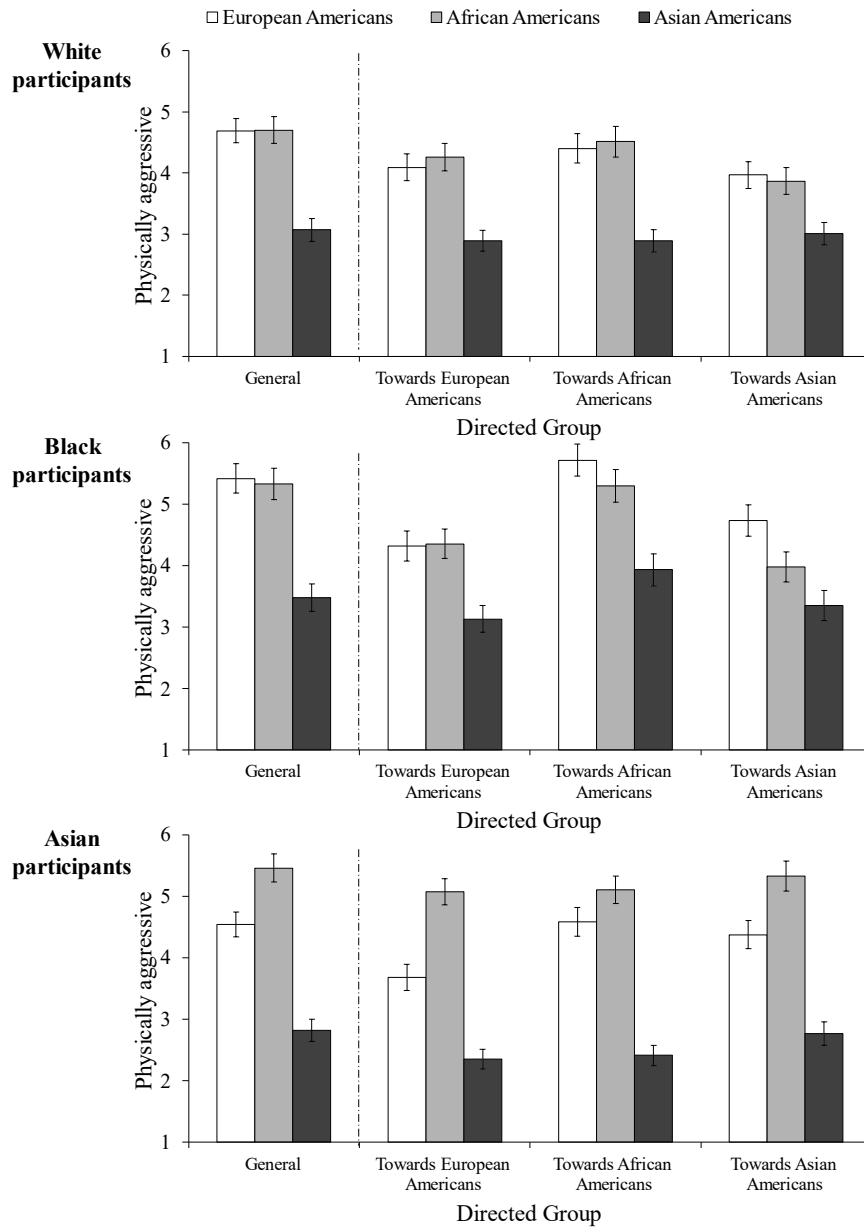 European Americans African Americans Asian Americans
White
participants
Physically aggressive
6
5
4
3
2
1
General Towards European Towards African Towards Asian
Americans Americans Americans
Directed Group
Black
participants
Physically aggressive
6
5
4
3
2
1
General Towards European Towards African Towards Asian
Americans Americans Americans
Directed Group
Asian
participants
Physically aggressive
6
5
4
3
2
1
General Towards European Towards African Towards Asian
Americans Americans Americans
Directed Group